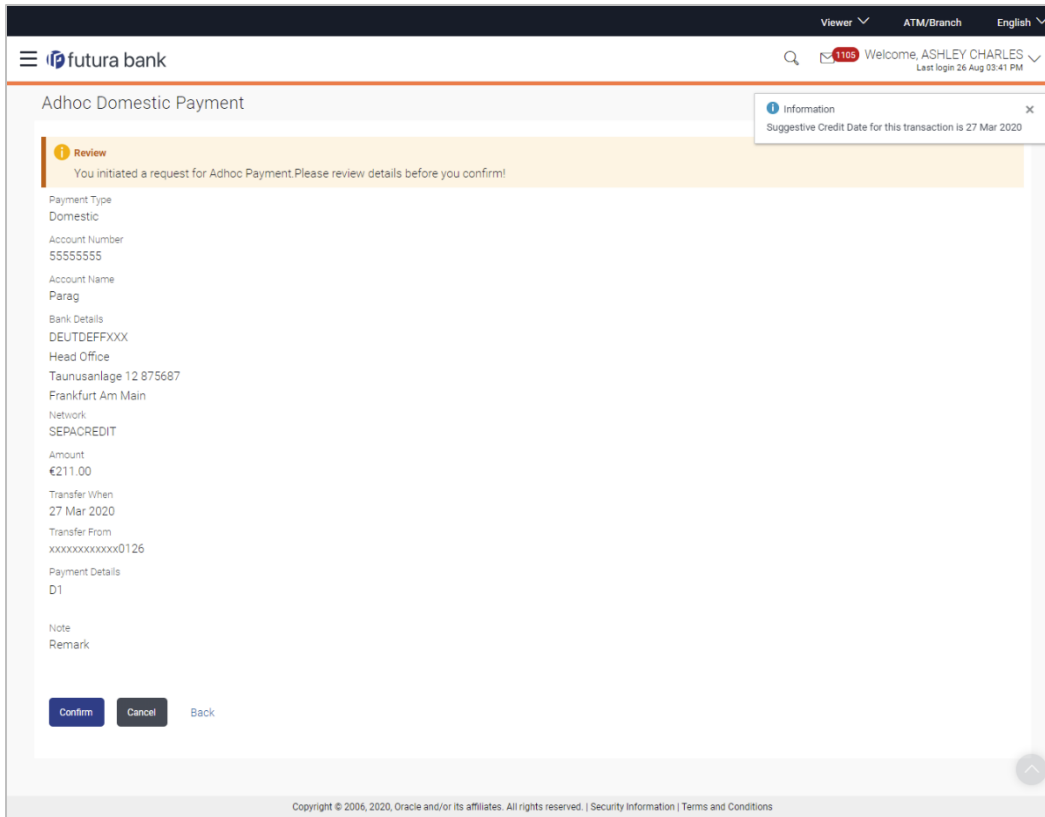 Viewer ATM/Branch English
futura bank
1105 Welcome, ASHLEY CHARLES
Last login 26 Aug 03:41 PM
Adhoc Domestic Payment
Information
Suggestive Credit Date for this transaction is 27 Mar 2020
Review
You initiated a request for Adhoc Payment.Please review details before you confirm!
Payment Type
Domestic
Account Number
55555555
Account Name
Parag
Bank Details
DEUTDEFFXXX
Head Office
Taunusanlage 12 875687
Frankfurt Am Main
Network
SEPACREDIT
Amount
€211.00
Transfer When
27 Mar 2020
Transfer From
xxxxxxxxxxxx0126
Payment Details
D1
Note
Remark
Confirm Cancel Back
Copyright © 2006, 2020, Oracle and/or its affiliates. All rights reserved. | Security Information | Terms and Conditions